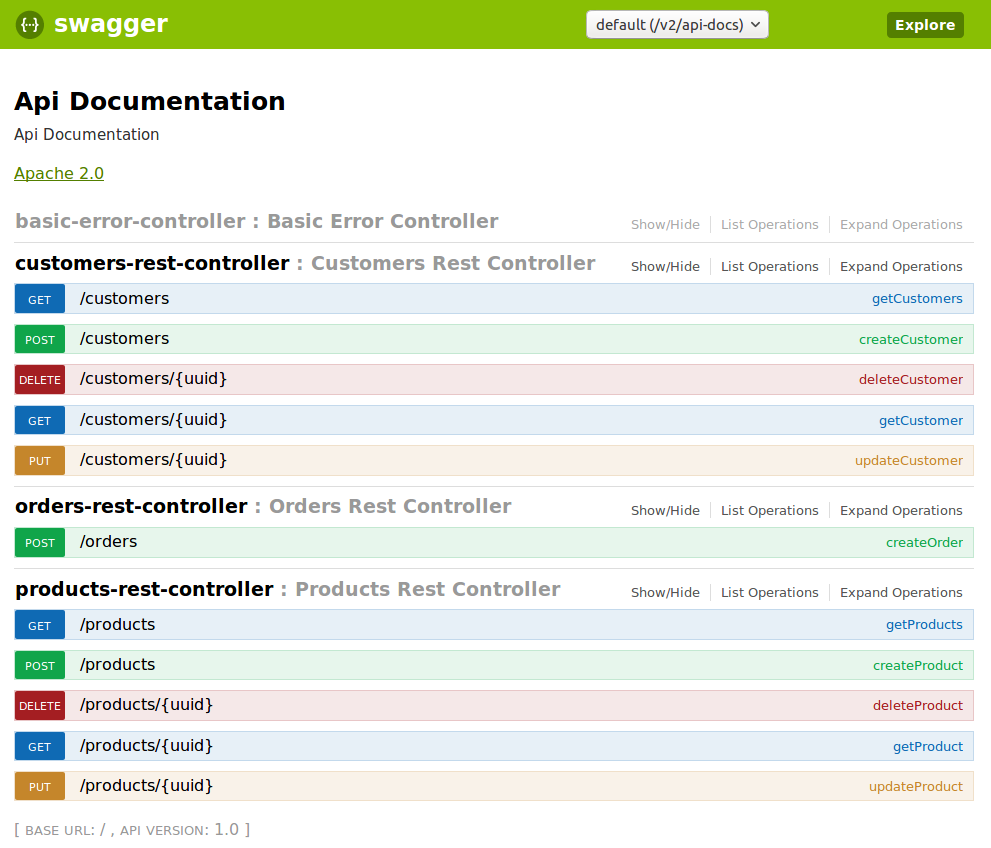 {···} swagger default (/v2/api-docs) Explore
Api Documentation
Api Documentation
Apache 2.0
basic-error-controller : Basic Error Controller Show/Hide List Operations Expand Operations
customers-rest-controller : Customers Rest Controller Show/Hide List Operations Expand Operations
GET /customers getCustomers
POST /customers createCustomer
DELETE /customers/{uuid} deleteCustomer
GET /customers/{uuid} getCustomer
PUT /customers/{uuid} updateCustomer
orders-rest-controller : Orders Rest Controller Show/Hide List Operations Expand Operations
POST /orders createOrder
products-rest-controller : Products Rest Controller Show/Hide List Operations Expand Operations
GET /products getProducts
POST /products createProduct
DELETE /products/{uuid} deleteProduct
GET /products/{uuid} getProduct
PUT /products/{uuid} updateProduct
[ BASE URL: / , API VERSION: 1.0 ]